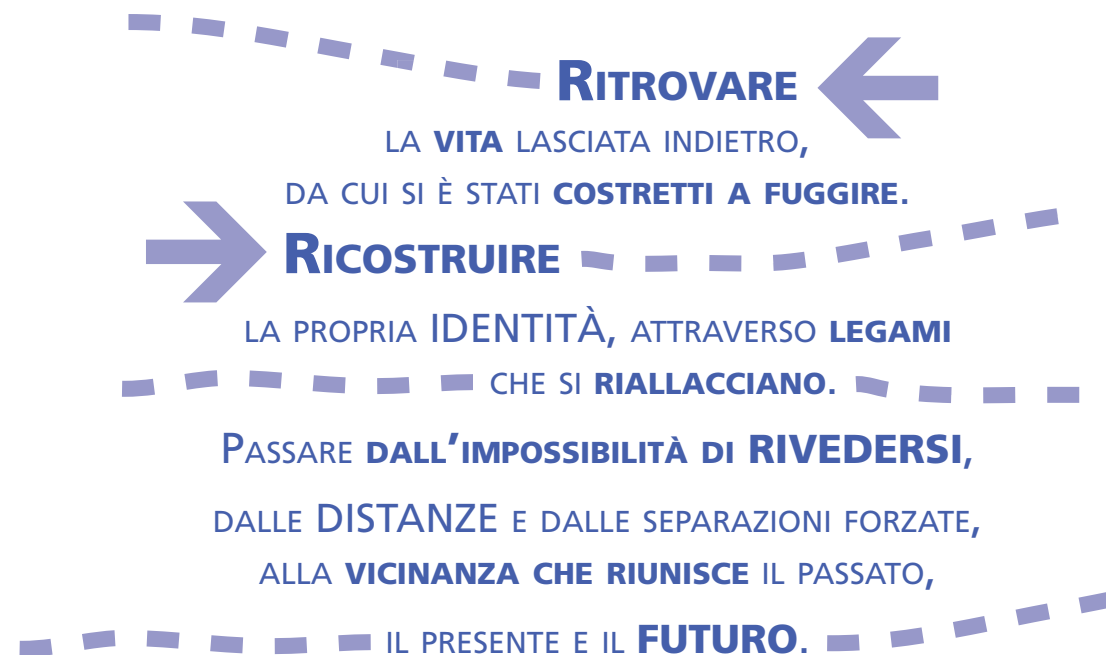 RITROVARE
LA VITA LASCIATA INDIETRO,
DA CUI SI È STATI COSTRETTI A FUGGIRE.
RICOSTRUIRE
LA PROPRIA IDENTITÀ, ATTRAVERSO LEGAMI
CHE SI RIALLACCIANO.
PASSARE DALL'IMPOSSIBILITÀ DI RIVEDERSI,
DALLE DISTANZE E DALLE SEPARAZIONI FORZATE,
ALLA VICINANZA CHE RIUNISCE IL PASSATO,
IL PRESENTE E IL FUTURO.